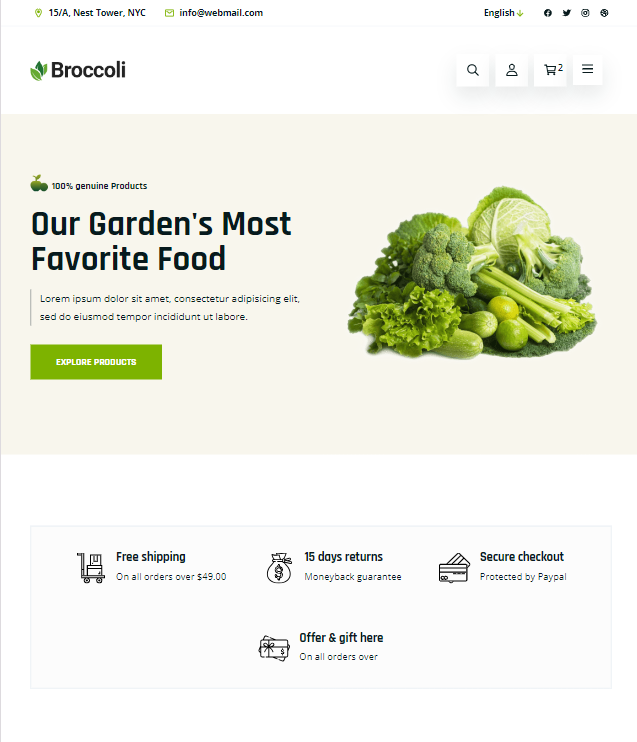 15/A, Nest Tower, NYC
info@webmail.com
English
Broccoli
2
100% genuine Products
Our Garden's Most
Favorite Food
Lorem ipsum dolor sit amet, consectetur adipisicing elit,
sed do eiusmod tempor incididunt ut labore.
EXPLORE PRODUCTS
Free shipping
On all orders over $49.00
15 days returns
Moneyback guarantee
Secure checkout
Protected by Paypal
Offer & gift here
On all orders over